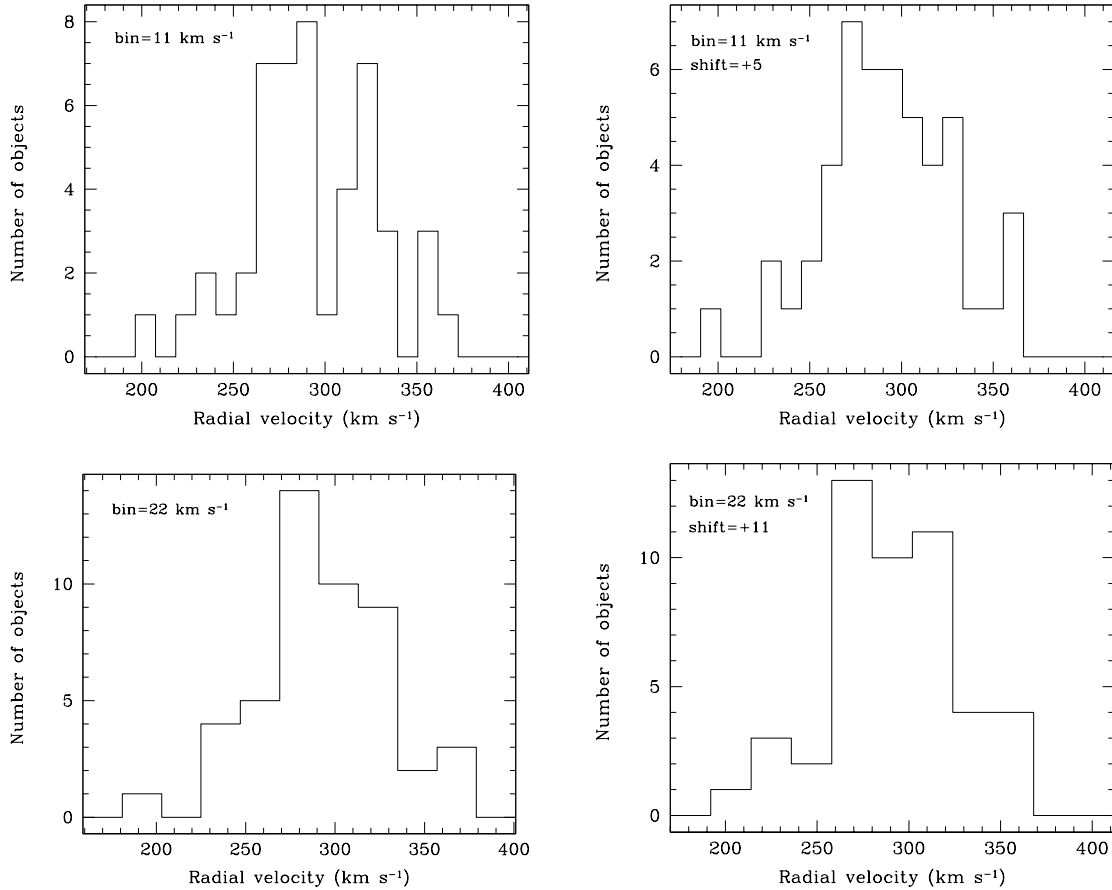 bin=11 km s⁻¹
8
6
4
2
0
200 250 300 350 400
Number of objects
Radial velocity (km s⁻¹)
bin=11 km s⁻¹
shift=+5
6
4
2
0
200 250 300 350 400
Number of objects
Radial velocity (km s⁻¹)
bin=22 km s⁻¹
10
5
0
200 250 300 350 400
Number of objects
Radial velocity (km s⁻¹)
bin=22 km s⁻¹
shift=+11
10
5
0
200 250 300 350 400
Number of objects
Radial velocity (km s⁻¹)